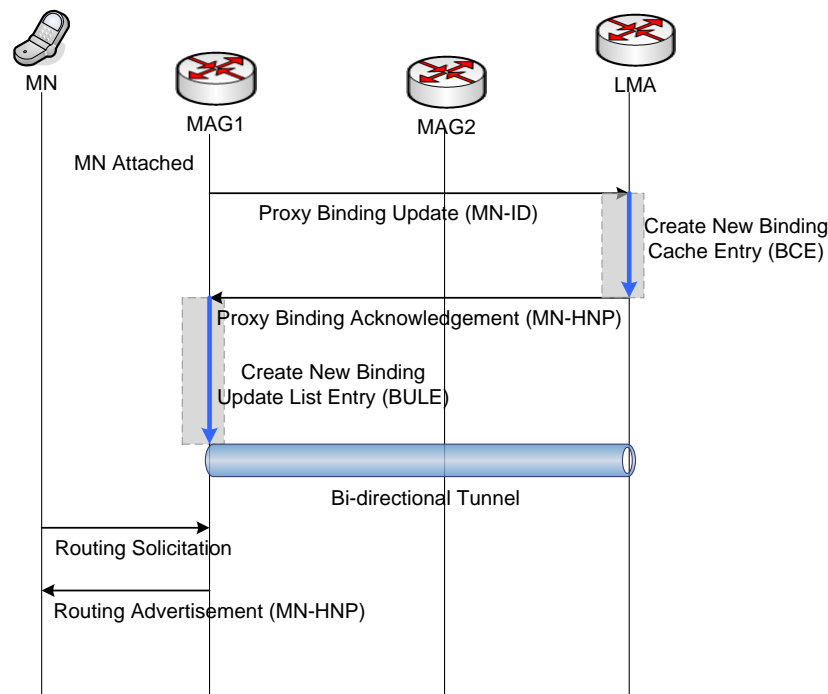 MN
MAG1
MAG2
LMA
MN Attached
Proxy Binding Update (MN-ID)
Create New Binding
Cache Entry (BCE)
Proxy Binding Acknowledgement (MN-HNP)
Create New Binding
Update List Entry (BULE)
Bi-directional Tunnel
Routing Solicitation
Routing Advertisement (MN-HNP)